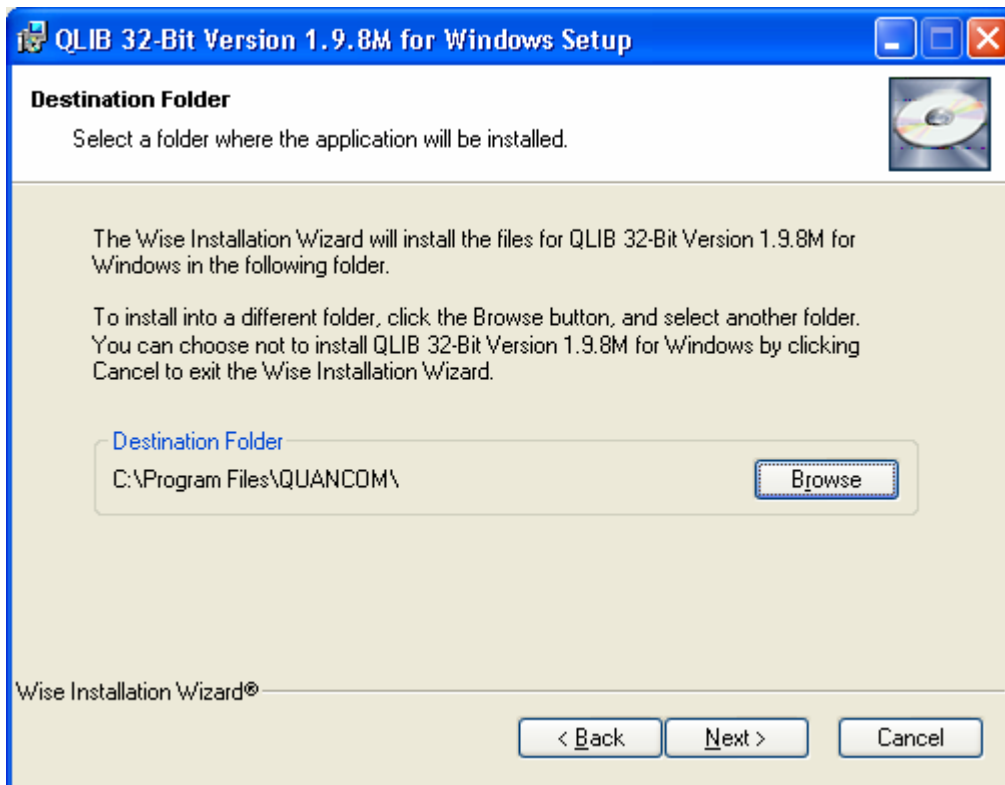 QLIB 32-Bit Version 1.9.8M for Windows Setup
Destination Folder
Select a folder where the application will be installed.
The Wise Installation Wizard will install the files for QLIB 32-Bit Version 1.9.8M for
Windows in the following folder.
To install into a different folder, click the Browse button, and select another folder.
You can choose not to install QLIB 32-Bit Version 1.9.8M for Windows by clicking
Cancel to exit the Wise Installation Wizard.
Destination Folder
C:\Program Files\QUANCOM\
Browse
Wise Installation Wizard®
< Back
Next >
Cancel